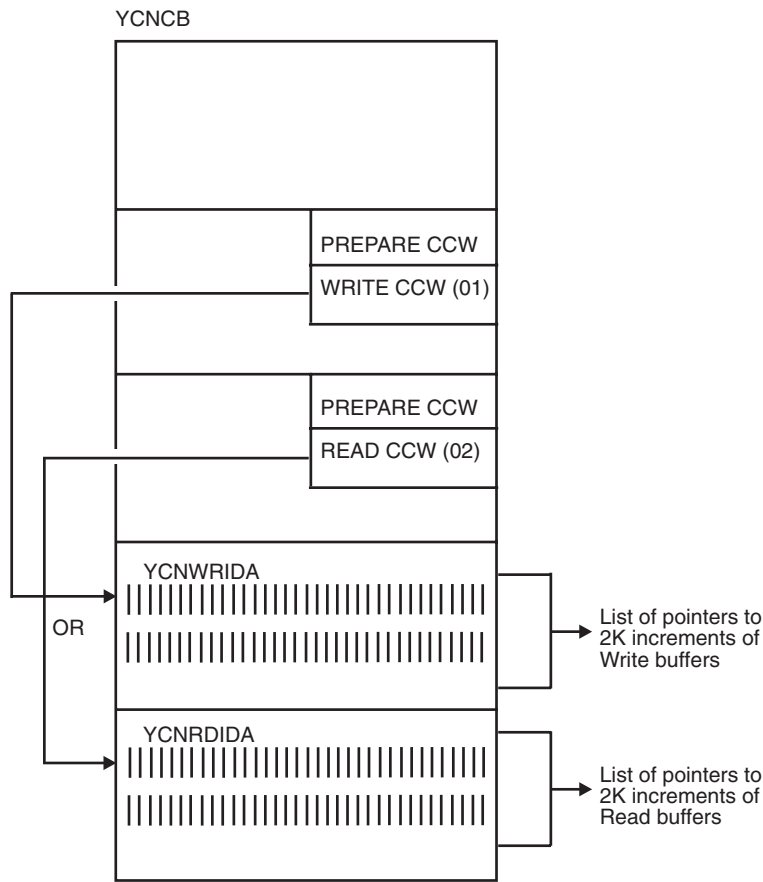 YCNCB
PREPARE CCW
WRITE CCW (01)
PREPARE CCW
READ CCW (02)
YCNWRIDA
OR
List of pointers to
2K increments of
Write buffers
YCNRDIDA
List of pointers to
2K increments of
Read buffers